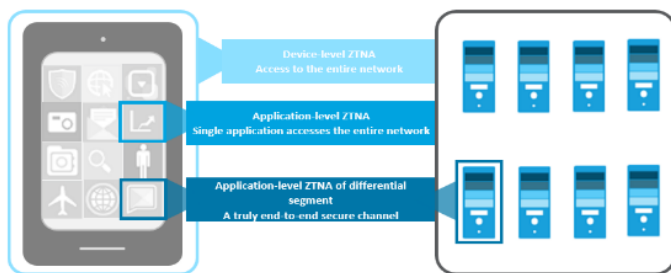 Device-level ZTNA
Access to the entire network
Application-level ZTNA
Single application accesses the entire network
Application-level ZTNA of differential
segment
A truly end-to-end secure channel